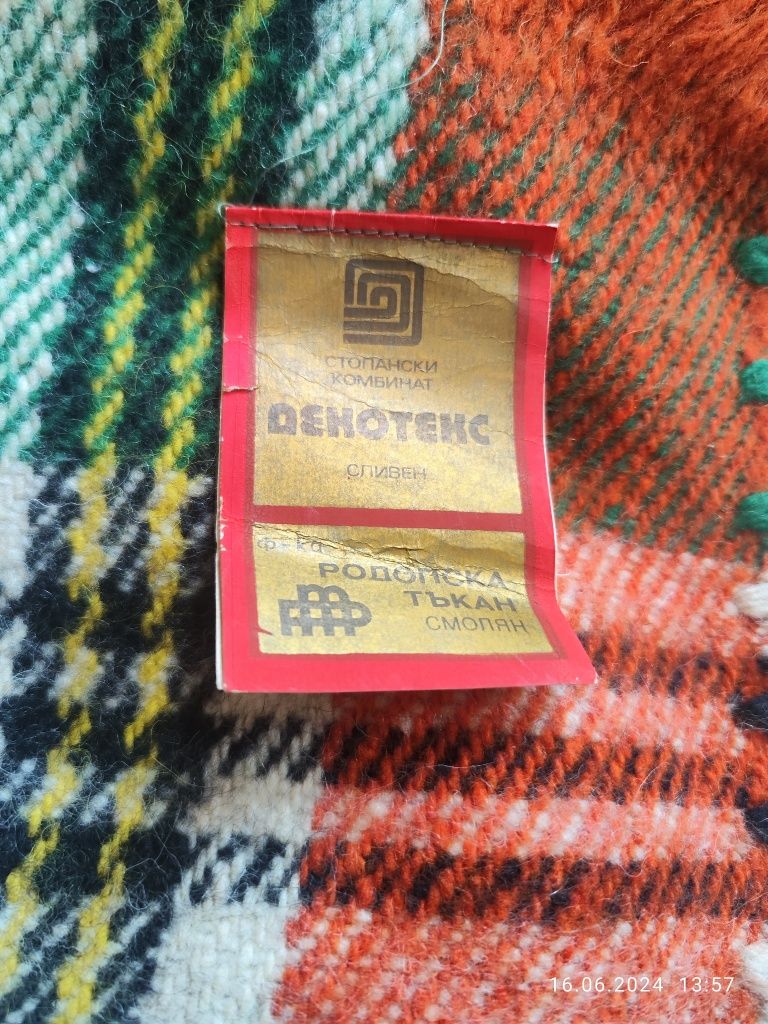 СТОПАНСКИ
КОМБИНАТ
ДЕКОТЕКС
СЛИВЕН
ф-ка
РОДОПСКА
ТЪКАН
СМОЛЯН
16.06.2024 13:57